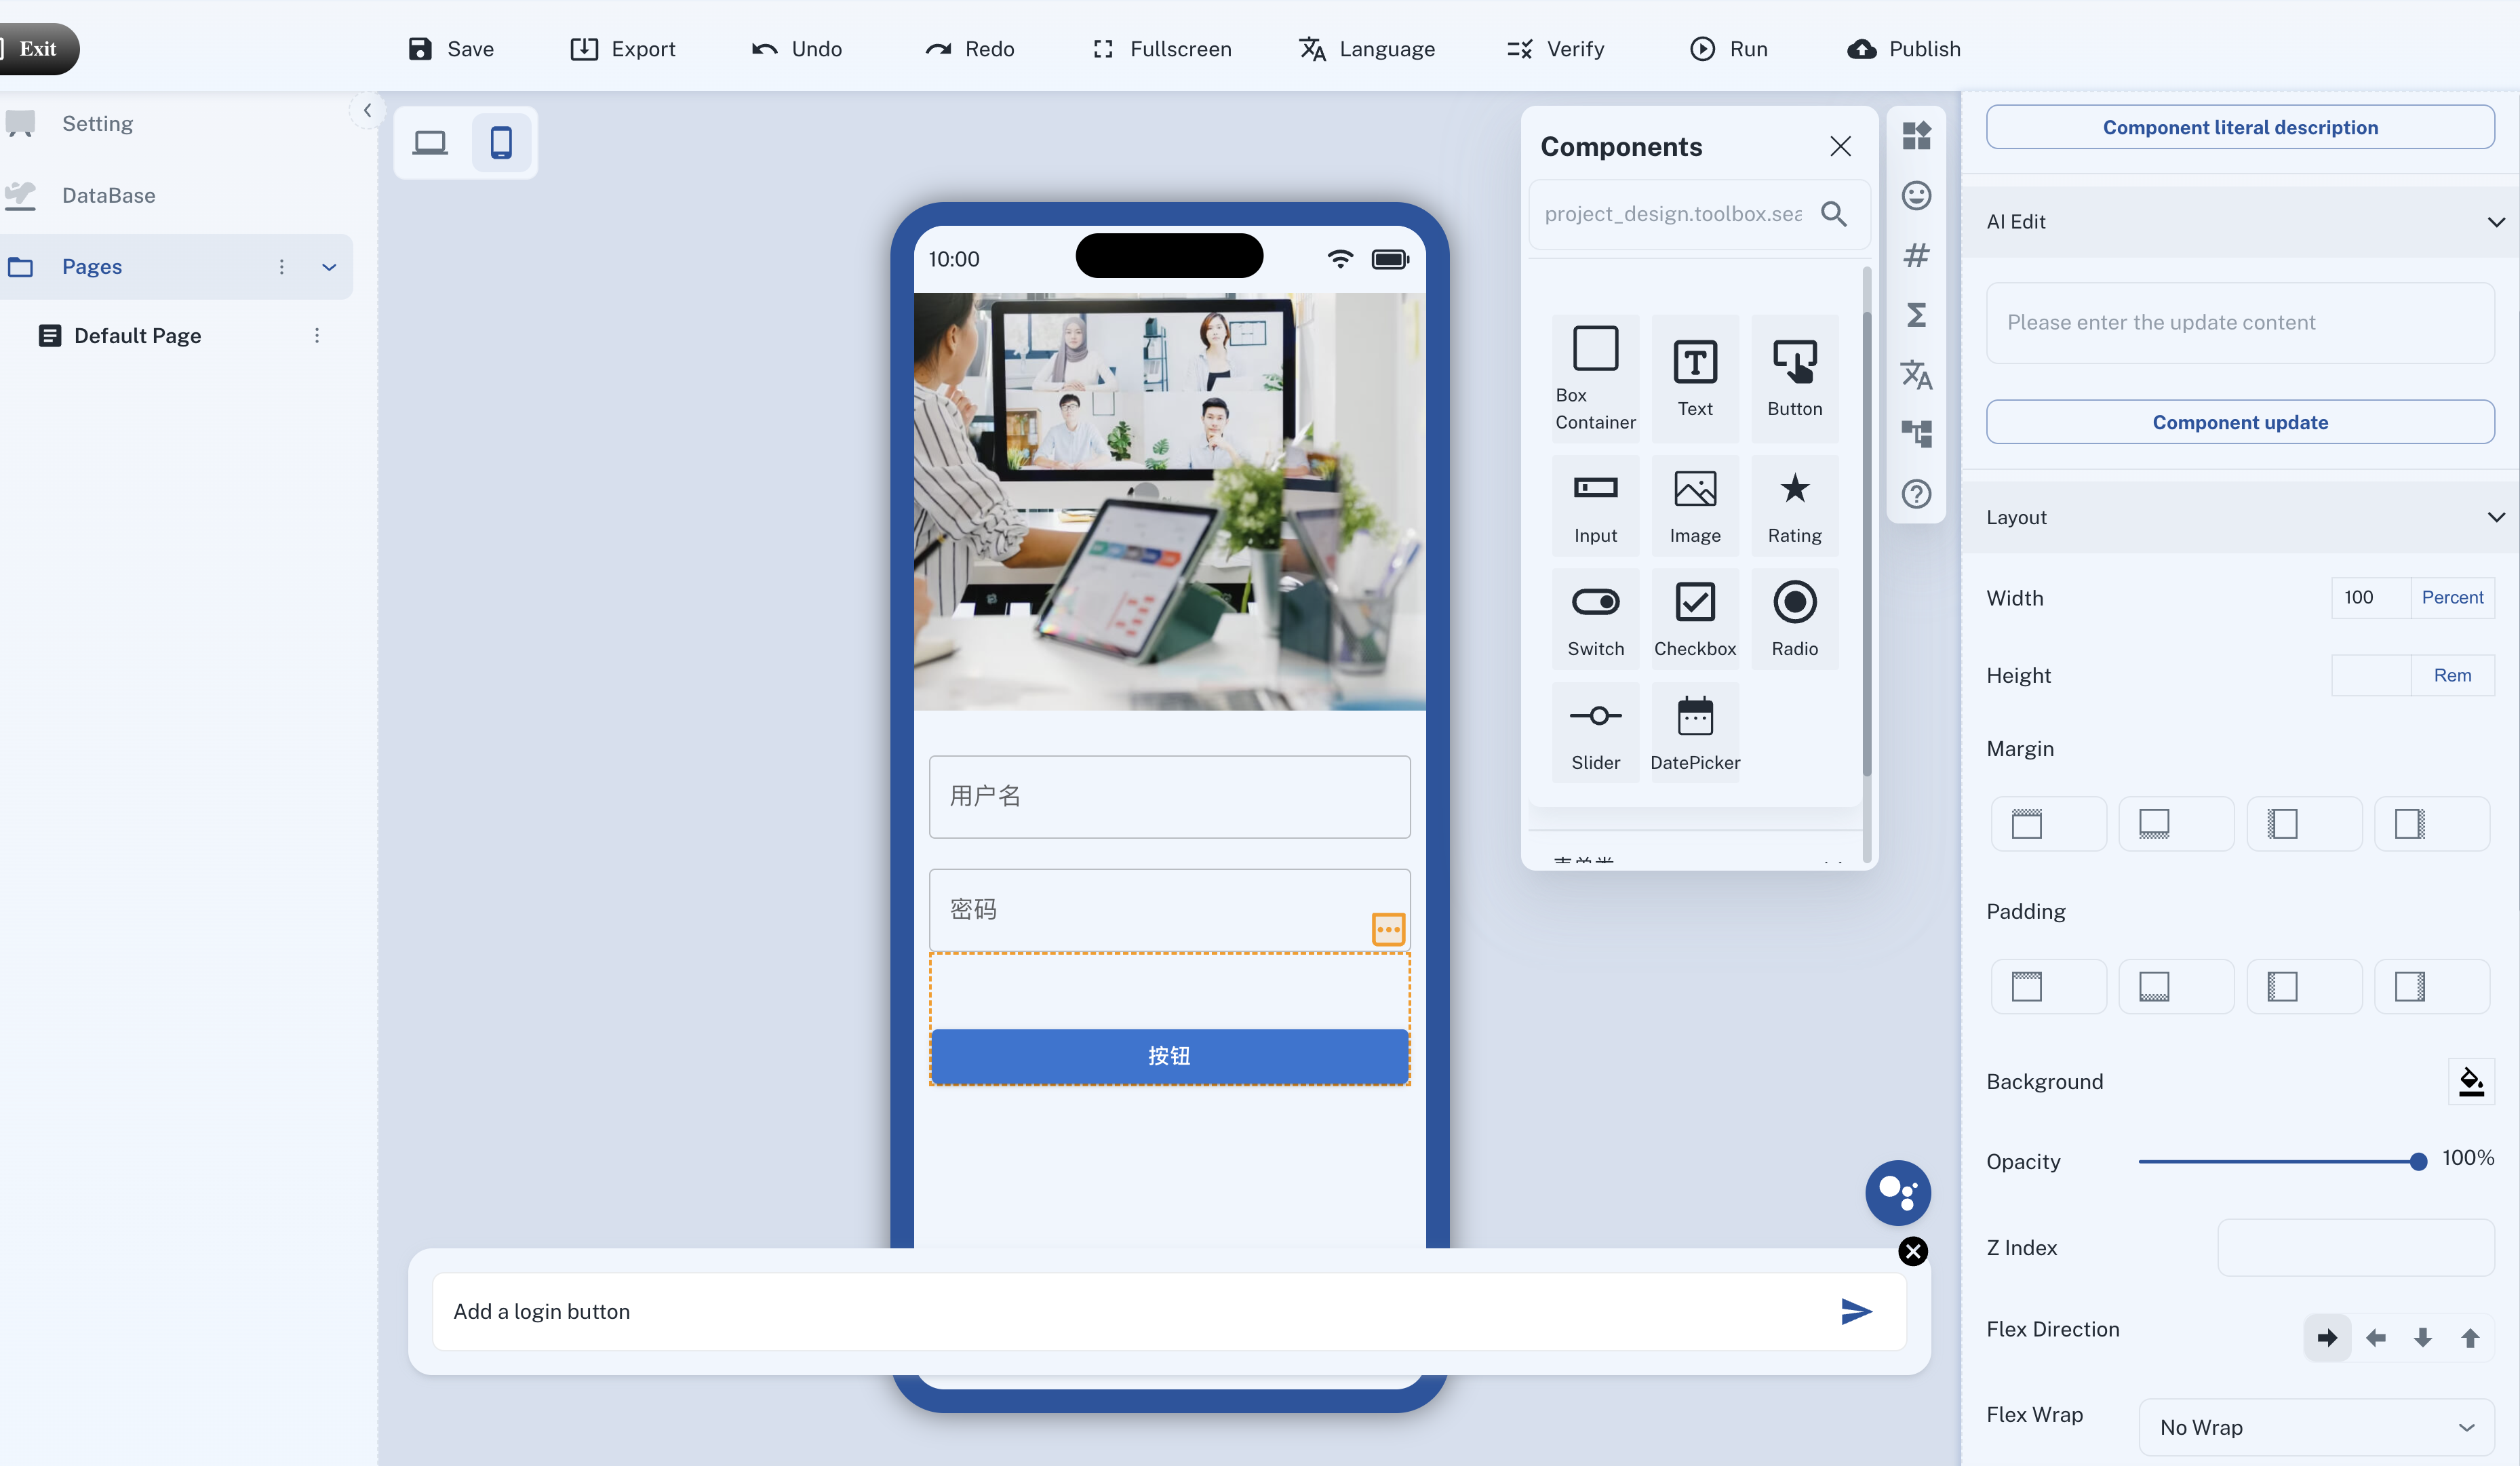 Exit
Save
Export
Undo
Redo
Fullscreen
Language
Verify
Run
Publish
Setting
DataBase
Pages
Default Page
10:00
用户名
密码
按钮
Add a login button
Components
project_design.toolbox.sea
Box
Container
Text
Button
Input
Image
Rating
Switch
Checkbox
Radio
Slider
DatePicker
Component literal description
AI Edit
Please enter the update content
Component update
Layout
Width
100
Percent
Height
Rem
Margin
Padding
Background
Opacity
100%
Z Index
Flex Direction
Flex Wrap
No Wrap